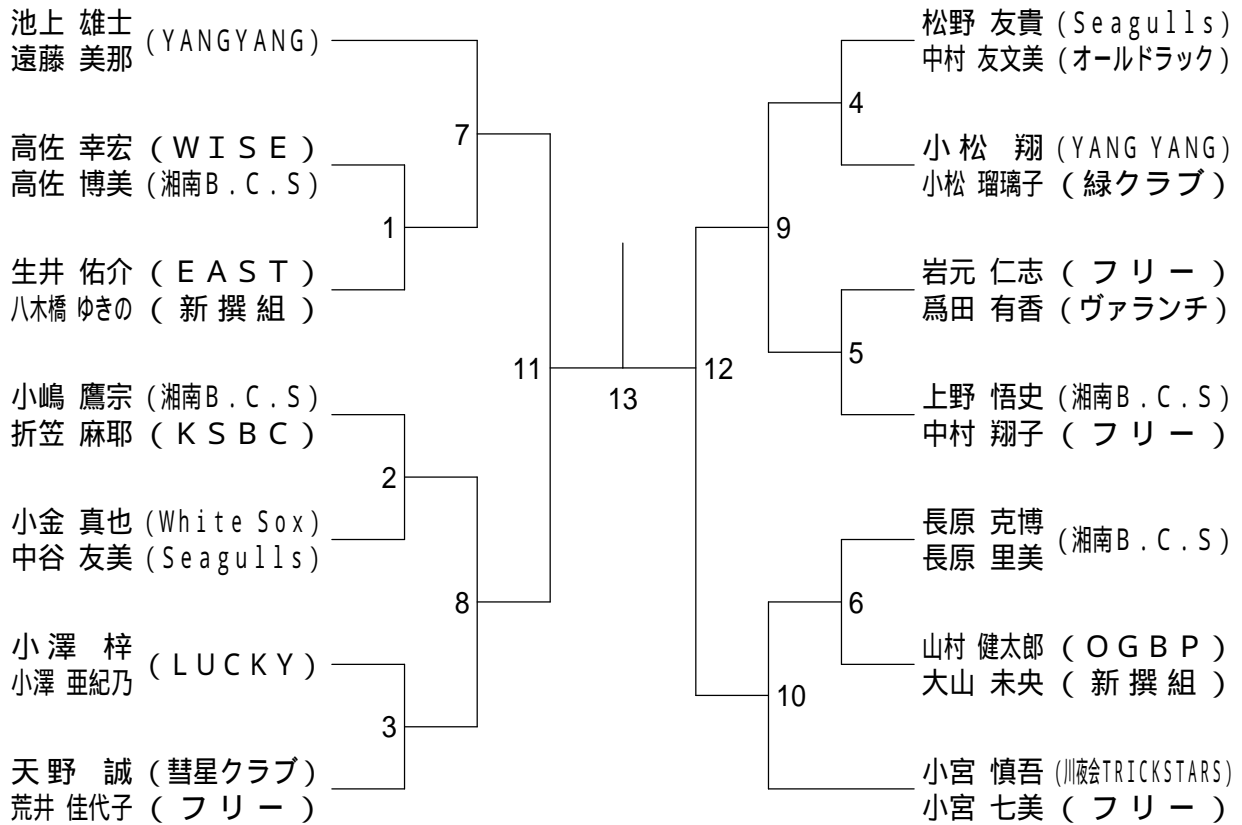 池上 雄士
遠藤 美那
(YANGYANG)
高佐 幸宏 (ＷＩＳＥ)
高佐 博美 (湘南B.C.S)
生井 佑介 (ＥＡＳＴ)
八木橋 ゆきの (新撰組)
小嶋 鷹宗 (湘南B.C.S)
折笠 麻耶 (ＫＳＢＣ)
小金 真也 (White Sox)
中谷 友美 (Seagulls)
小澤 梓
小澤 亜紀乃
(ＬＵＣＫＹ)
天野 誠 (彗星クラブ)
荒井 佳代子 (フリー)
1
2
3
7
8
11
13
12
9
10
4
5
6
松野 友貴 (Seagulls)
中村 友文美 (オールドラック)
小松 翔 (YANG YANG)
小松 瑠璃子 (緑クラブ)
岩元 仁志 (フリー)
爲田 有香 (ヴァランチ)
上野 悟史 (湘南B.C.S)
中村 翔子 (フリー)
長原 克博
長原 里美
(湘南B.C.S)
山村 健太郎 (ＯＧＢＰ)
大山 未央 (新撰組)
小宮 慎吾 (川夜会TRICKSTARS)
小宮 七美 (フリー)